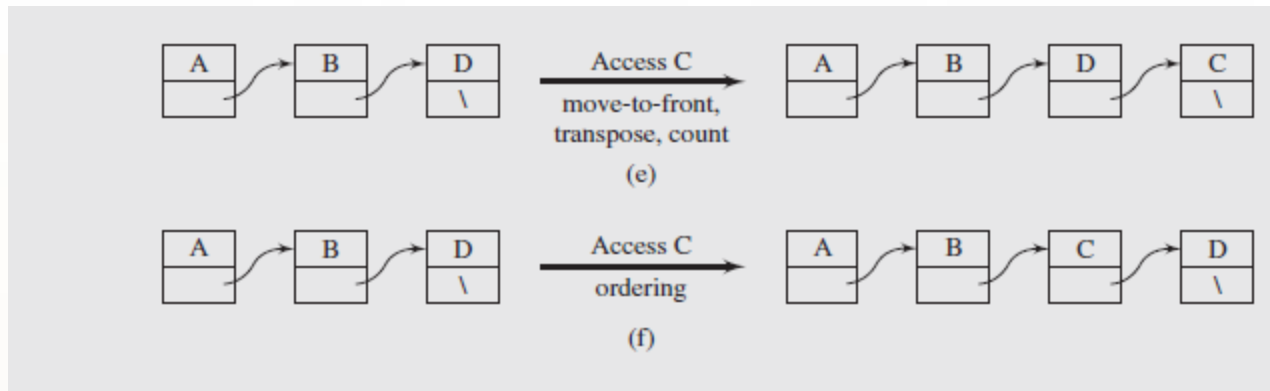 A B D Access C A B D C
\ move-to-front, \
transpose, count
(e)
A B D Access C A B C D
\ ordering \
(f)